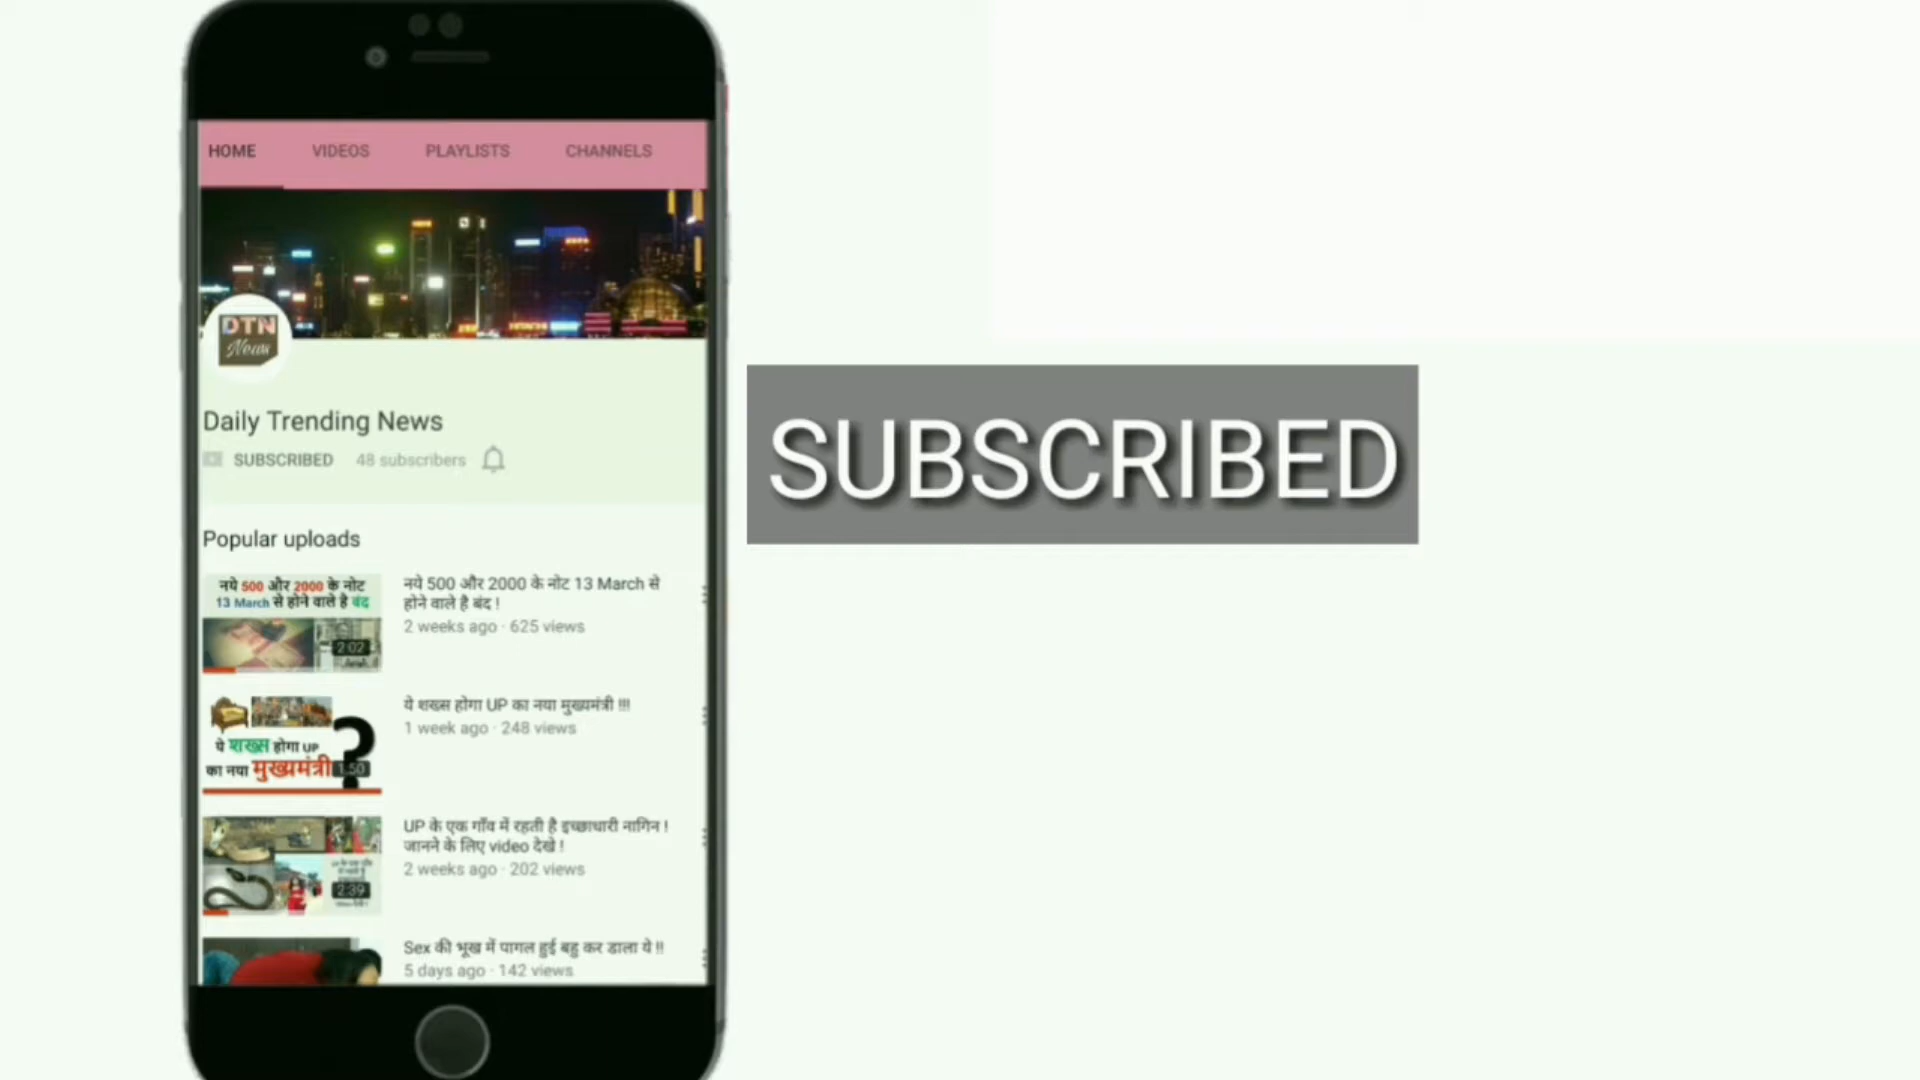 HOME VIDEOS PLAYLISTS CHANNELS
DTN
News
Daily Trending News
SUBSCRIBED 48 subscribers
SUBSCRIBED
Popular uploads
नये 500 और 2000 के नोट
13 March से होने वाले है बंद
2:02
नये 500 और 2000 के नोट 13 March से
होने वाले है बंद !
2 weeks ago · 625 views
ये शख्स होगा UP
का नया मुख्यमंत्री
?
1:50
ये शख्स होगा UP का नया मुख्यमंत्री !!!
1 week ago · 248 views
2:39
UP के एक गाँव में रहती है इच्छाधारी नागिन !
जानने के लिए video देखे !
2 weeks ago · 202 views
Sex की भूख में पागल हुई बहु कर डाला ये !!
5 days ago · 142 views